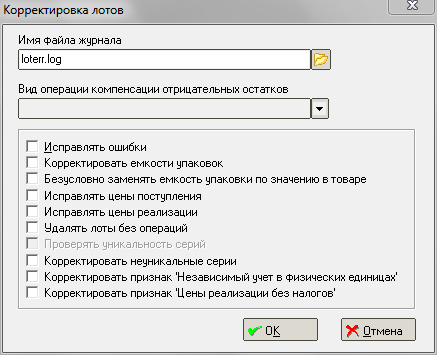 Корректировка лотов
Имя файла журнала
loterr.log
Вид операции компенсации отрицательных остатков
Исправлять ошибки
Корректировать емкости упаковок
Безусловно заменять емкость упаковки по значению в товаре
Исправлять цены поступления
Исправлять цены реализации
Удалять лоты без операций
Проверять уникальность серий
Корректировать неуникальные серии
Корректировать признак 'Независимый учет в физических единицах'
Корректировать признак 'Цены реализации без налогов'
OK Отмена